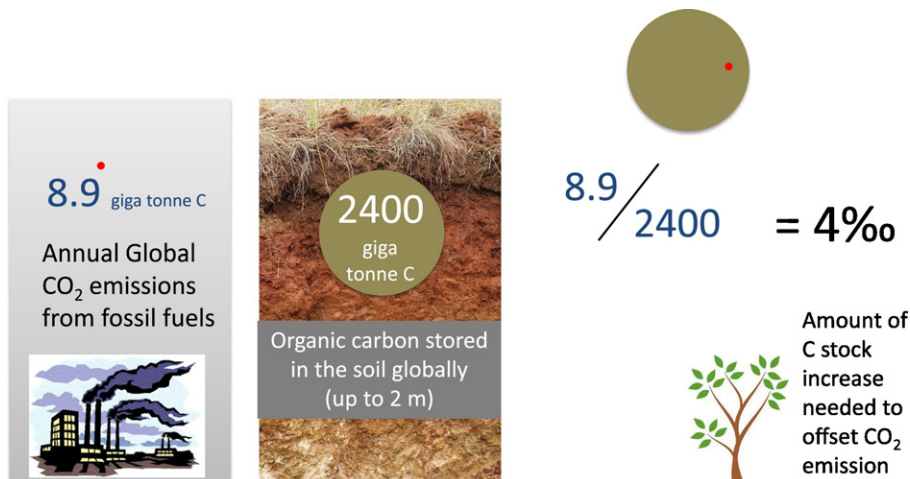 8.9 giga tonne C
Annual Global
CO₂ emissions
from fossil fuels
2400
giga
tonne C
Organic carbon stored
in the soil globally
(up to 2 m)
8.9/2400 = 4‰
Amount of
C stock
increase
needed to
offset CO₂
emission